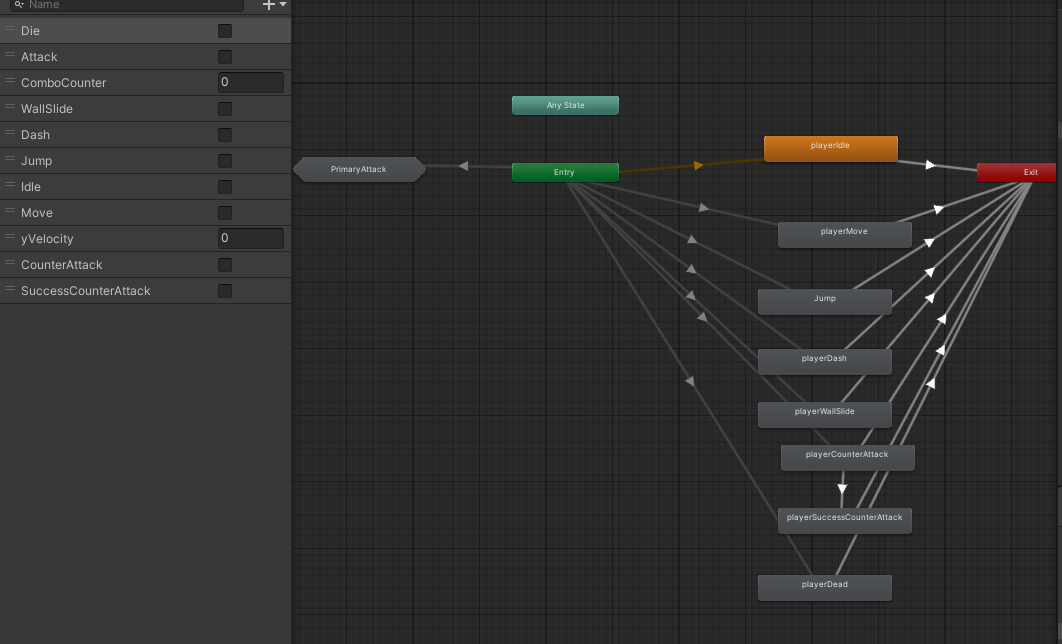 Name
Die
Attack
ComboCounter 0
WallSlide
Dash
Jump
Idle
Move
yVelocity 0
CounterAttack
SuccessCounterAttack
Any State
playerIdle
PrimaryAttack
Entry
Exit
playerMove
Jump
playerDash
playerWallSlide
playerCounterAttack
playerSuccessCounterAttack
playerDead